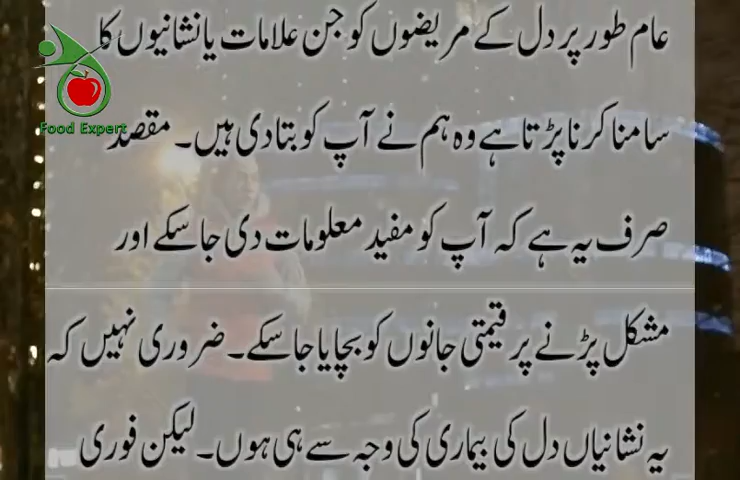 عام طور پر دل کے مریضوں کو جن علامات یا نشانیوں کا
سامنا کرنا پڑتا ہے وہ ہم نے آپ کو بتا دی ہیں۔ مقصد
صرف یہ ہے کہ آپ کو مفید معلومات دی جا سکے اور
مشکل پڑنے پر قیمتی جانوں کو بچایا جا سکے۔ ضروری نہیں کہ
یہ نشانیاں دل کی بیماری کی وجہ سے ہی ہوں۔ لیکن فوری
Food Expert